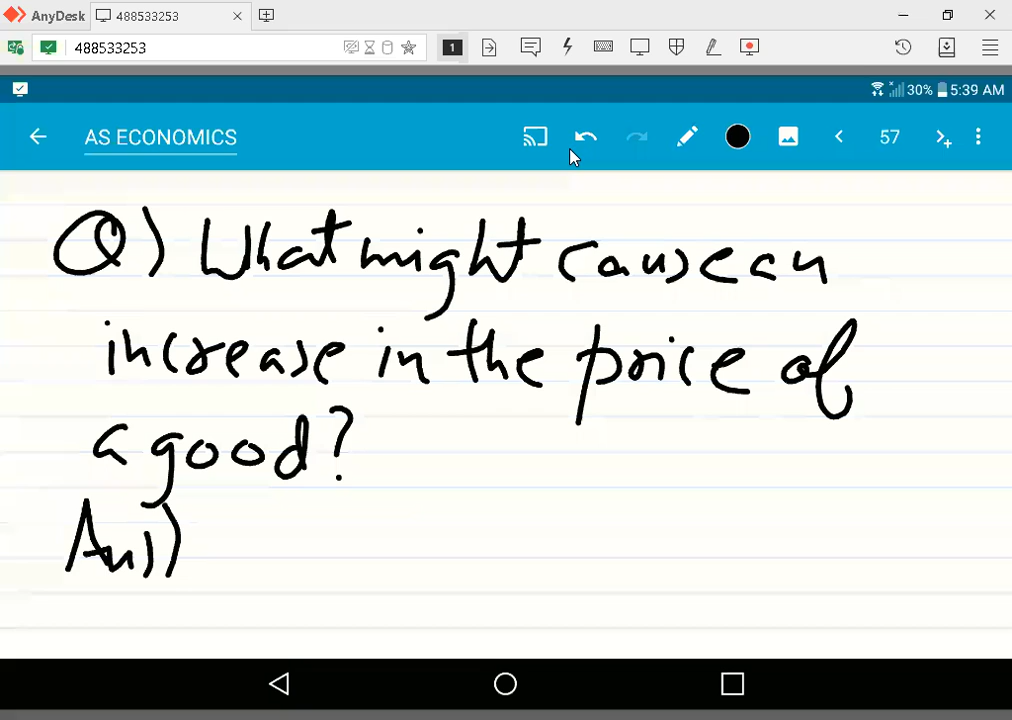 AnyDesk 488533253
488533253 1
30% 5:39 AM
AS ECONOMICS 57
Q) What might cause an
increase in the price of
a good?
Ans)